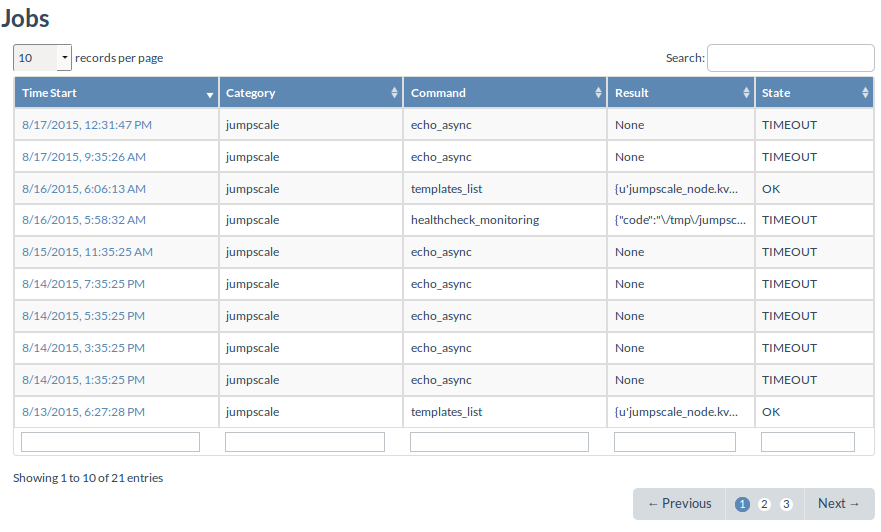 Jobs
10 records per page Search:
Time Start Category Command Result State
8/17/2015, 12:31:47 PM jumpscale echo_async None TIMEOUT
8/17/2015, 9:35:26 AM jumpscale echo_async None TIMEOUT
8/16/2015, 6:06:13 AM jumpscale templates_list {u'jumpscale_node.kv... OK
8/16/2015, 5:58:32 AM jumpscale healthcheck_monitoring {"code":"\/tmp\/jumpsc... TIMEOUT
8/15/2015, 11:35:25 AM jumpscale echo_async None TIMEOUT
8/14/2015, 7:35:25 PM jumpscale echo_async None TIMEOUT
8/14/2015, 5:35:25 PM jumpscale echo_async None TIMEOUT
8/14/2015, 3:35:25 PM jumpscale echo_async None TIMEOUT
8/14/2015, 1:35:25 PM jumpscale echo_async None TIMEOUT
8/13/2015, 6:27:28 PM jumpscale templates_list {u'jumpscale_node.kv... OK
Showing 1 to 10 of 21 entries
← Previous 1 2 3 Next →